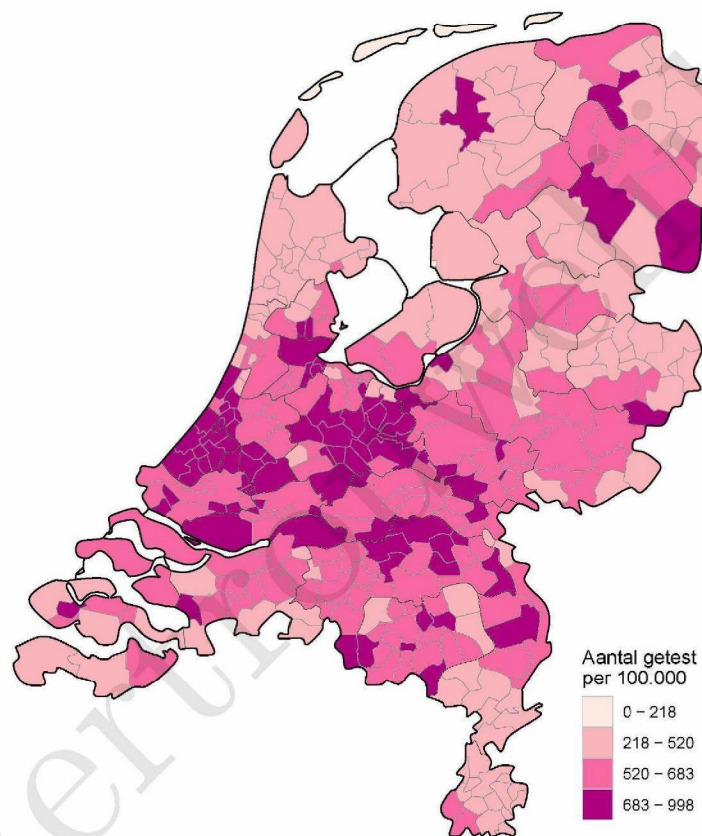 Aantal getest
per 100.000
0 – 218
218 – 520
520 – 683
683 – 998